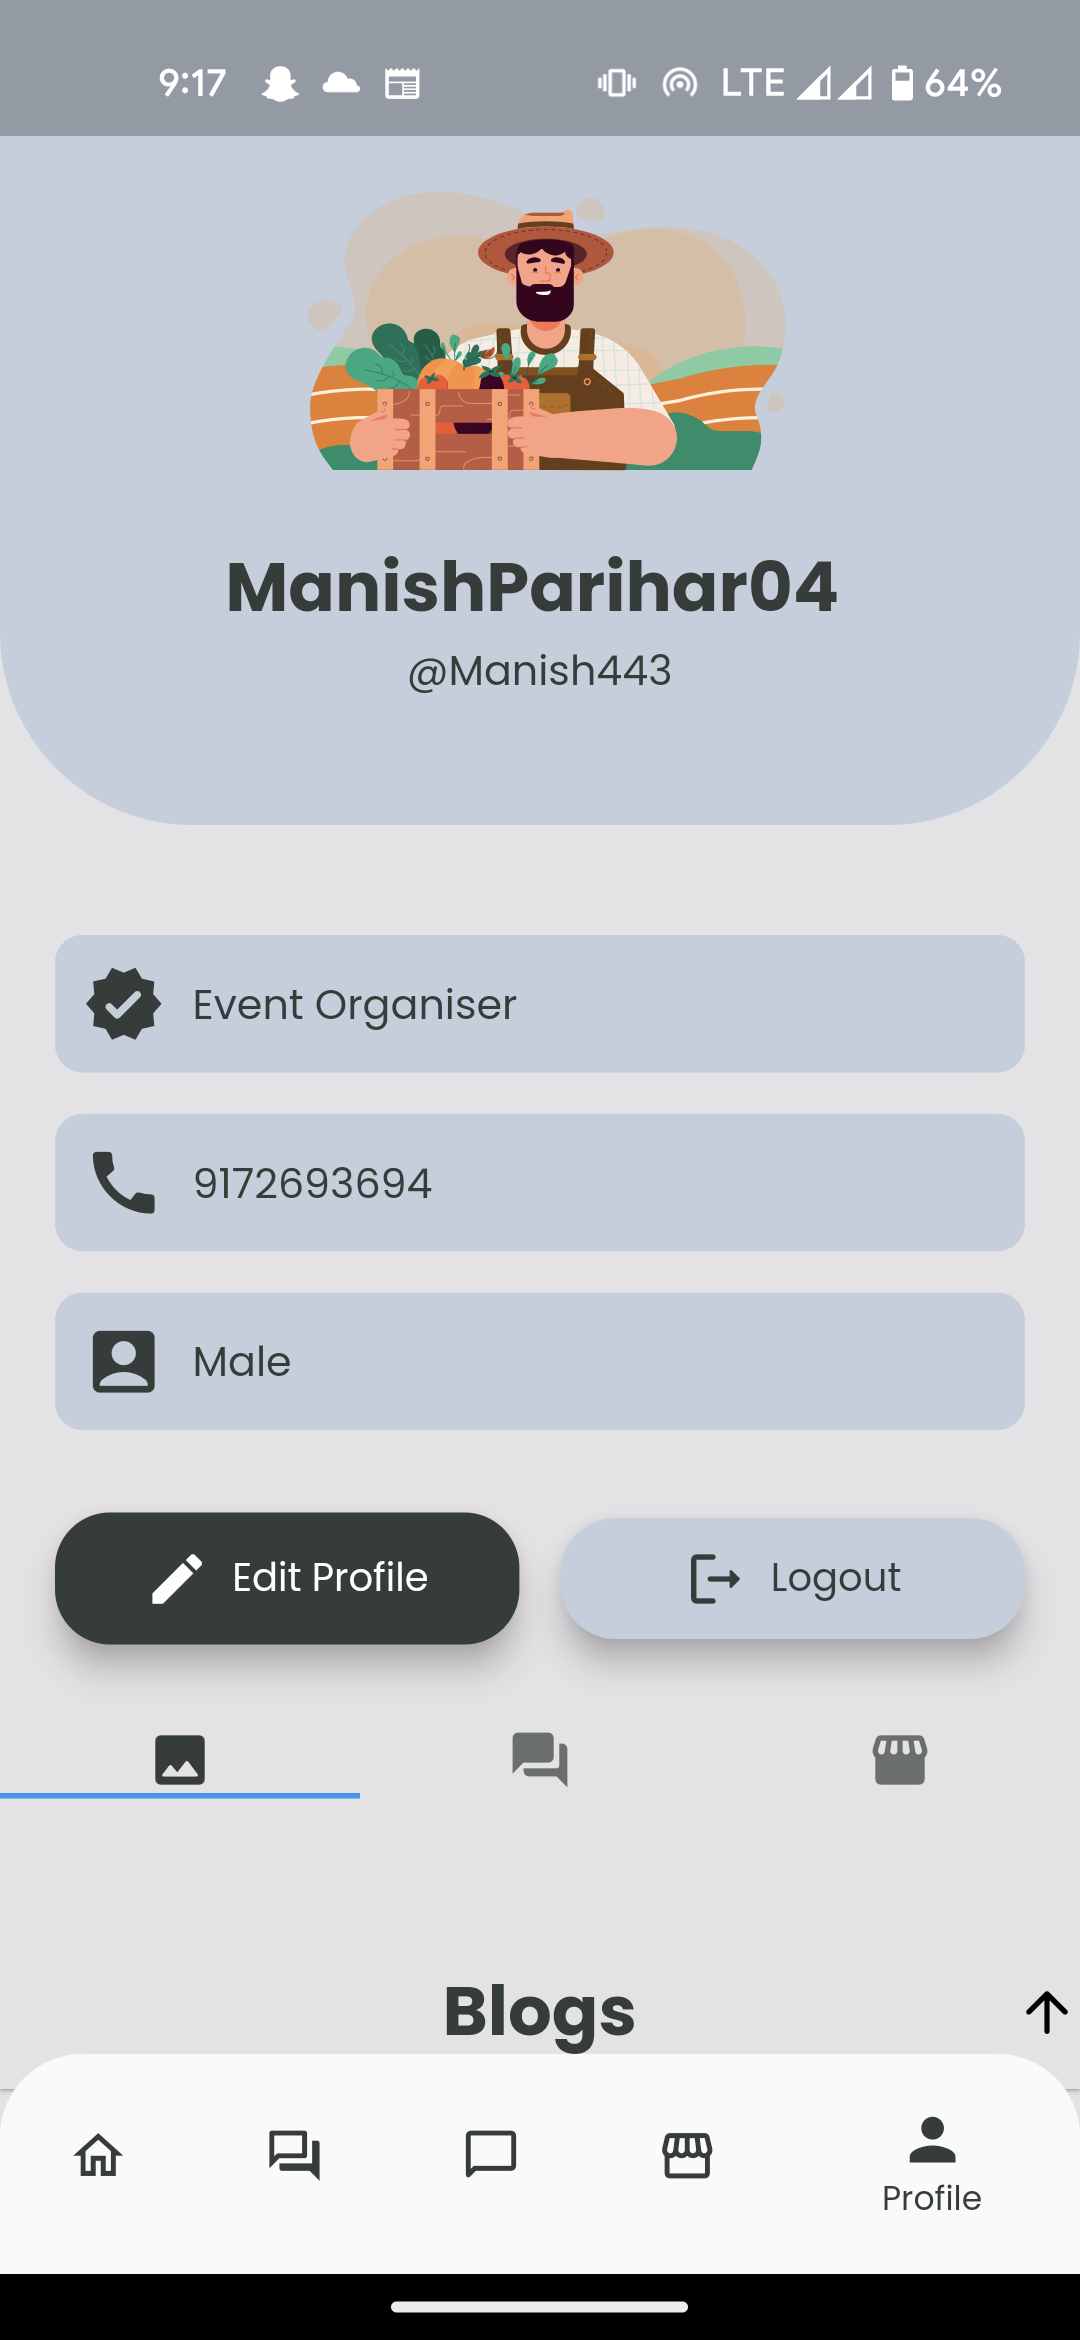 9:17 LTE 64%
ManishParihar04
@Manish443
Event Organiser
9172693694
Male
Edit Profile Logout
Blogs
Profile